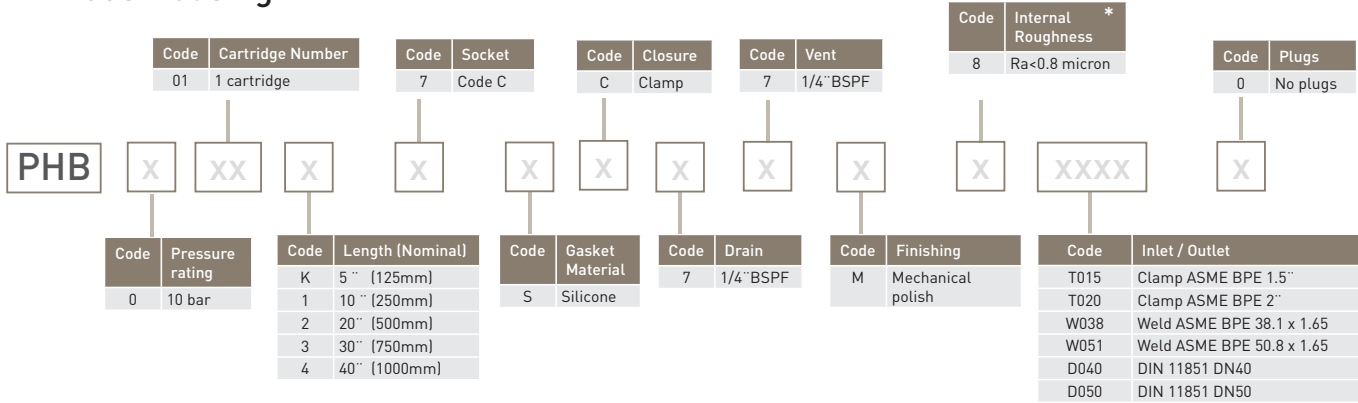 Code Internal *
Roughness
8 Ra<0.8 micron
Code Cartridge Number
01 1 cartridge
Code Socket
7 Code C
Code Closure
C Clamp
Code Vent
7 1/4¨BSPF
Code Plugs
0 No plugs
PHB X XX X X X X X X X X XXXX X
Code Pressure
rating
0 10 bar
Code Length (Nominal)
K 5 ¨ (125mm)
1 10 ¨ (250mm)
2 20¨ (500mm)
3 30¨ (750mm)
4 40¨ (1000mm)
Code Gasket
Material
S Silicone
Code Drain
7 1/4¨BSPF
Code Finishing
M Mechanical
polish
Code Inlet / Outlet
T015 Clamp ASME BPE 1.5¨
T020 Clamp ASME BPE 2¨
W038 Weld ASME BPE 38.1 x 1.65
W051 Weld ASME BPE 50.8 x 1.65
D040 DIN 11851 DN40
D050 DIN 11851 DN50